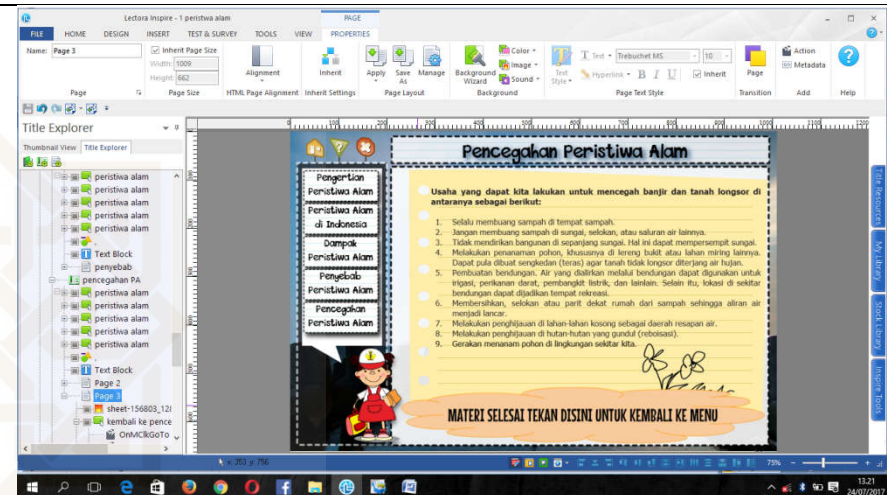 Lectora Inspire - 1 peristwa alam
PAGE
FILE HOME DESIGN INSERT TEST & SURVEY TOOLS VIEW PROPERTIES
Name: Page 3
Inherit Page Size
Width: 1009
Height: 662
Alignment
Inherit
Apply
Save As
Manage
Background Wizard
Color
Image
Sound
Text Style
Text
Trebuchet MS
10
Hyperlink
B I U
Inherit
Page
Action
Metadata
Help
Page
Page Size
HTML Page Alignment
Inherit Settings
Page Layout
Background
Page Text Style
Transition
Add
Help
Title Explorer
Thumbnail View Title Explorer
peristiwa alam
peristiwa alam
peristiwa alam
peristiwa alam
peristiwa alam
.
Text Block
penyebab
pencegahan PA
peristiwa alam
peristiwa alam
peristiwa alam
peristiwa alam
peristiwa alam
.
Text Block
Page 2
Page 3
sheet-156803_128
kembali ke pence
OnMClkGoTo
Pengertian
Peristiwa Alam
Peristiwa Alam
di Indonesia
Dampak
Peristiwa Alam
Penyebab
Peristiwa Alam
Pencegahan
Peristiwa Alam
Pencegahan Peristiwa Alam
Usaha yang dapat kita lakukan untuk mencegah banjir dan tanah longsor di
antaranya sebagai berikut:
1. Selalu membuang sampah di tempat sampah.
2. Jangan membuang sampah di sungai, selokan, atau saluran air lainnya.
3. Tidak mendirikan bangunan di sepanjang sungai. Hal ini dapat mempersempit sungai.
4. Melakukan penanaman pohon, khususnya di lereng bukit atau lahan miring lainnya.
Dapat pula dibuat sengkedan (teras) agar tanah tidak longsor diterjang air hujan.
5. Pembuatan bendungan. Air yang dialirkan melalui bendungan dapat digunakan untuk
irigasi, perikanan darat, pembangkit listrik, dan lainlain. Selain itu, lokasi di sekitar
bendungan dapat dijadikan tempat rekreasi.
6. Membersihkan, selokan atau parit dekat rumah dari sampah sehingga aliran air
menjadi lancar.
7. Melakukan penghijauan di lahan-lahan kosong sebagai daerah resapan air.
8. Melakukan penghijauan di hutan-hutan yang gundul (reboisasi).
9. Gerakan menanam pohon di lingkungan sekitar kita.
MATERI SELESAI TEKAN DISINI UNTUK KEMBALI KE MENU
Title Resources
My Library
Stock Library
Inspire Tools
x: 353 y: 756
75%
13.21
24/07/2017